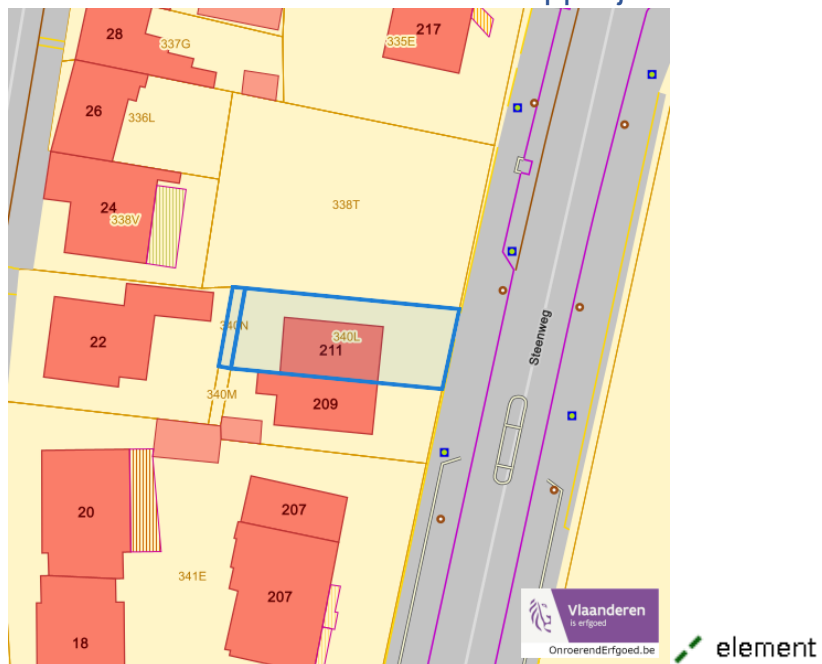 28
337G
217
335E
26
336L
24
338V
338T
340N
340L
211
22
Steenweg
340M
209
20
207
341E
207
18
Vlaanderen
is erfgoed
OnroerendErfgoed.be
element